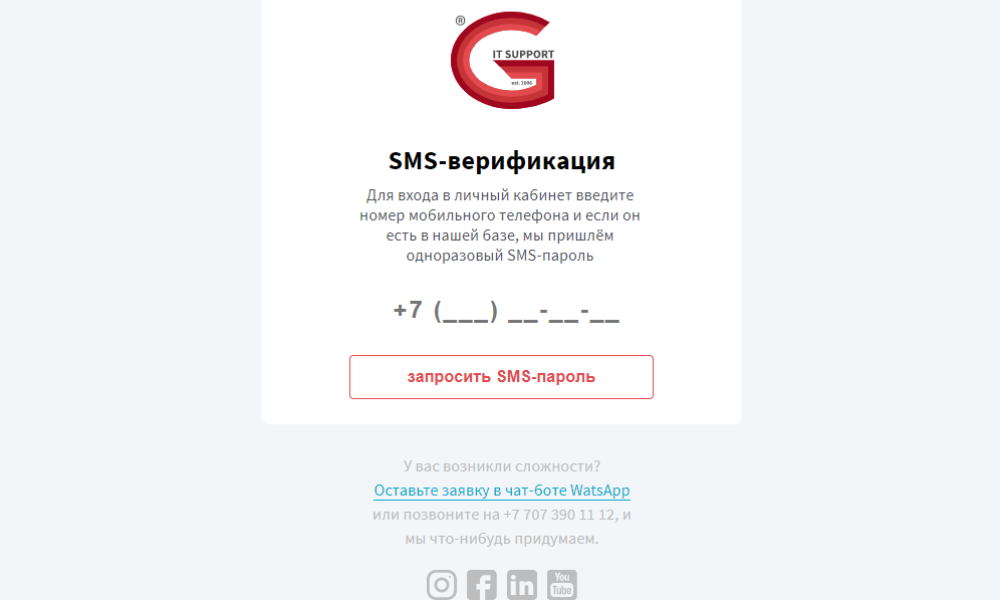 ®
IT SUPPORT
est. 1996
SMS-верификация
Для входа в личный кабинет введите
номер мобильного телефона и если он
есть в нашей базе, мы пришлём
одноразовый SMS-пароль
+7 (___) __-__-__
запросить SMS-пароль
У вас возникли сложности?
Оставьте заявку в чат-боте WatsApp
или позвоните на +7 707 390 11 12, и
мы что-нибудь придумаем.
You
Tube